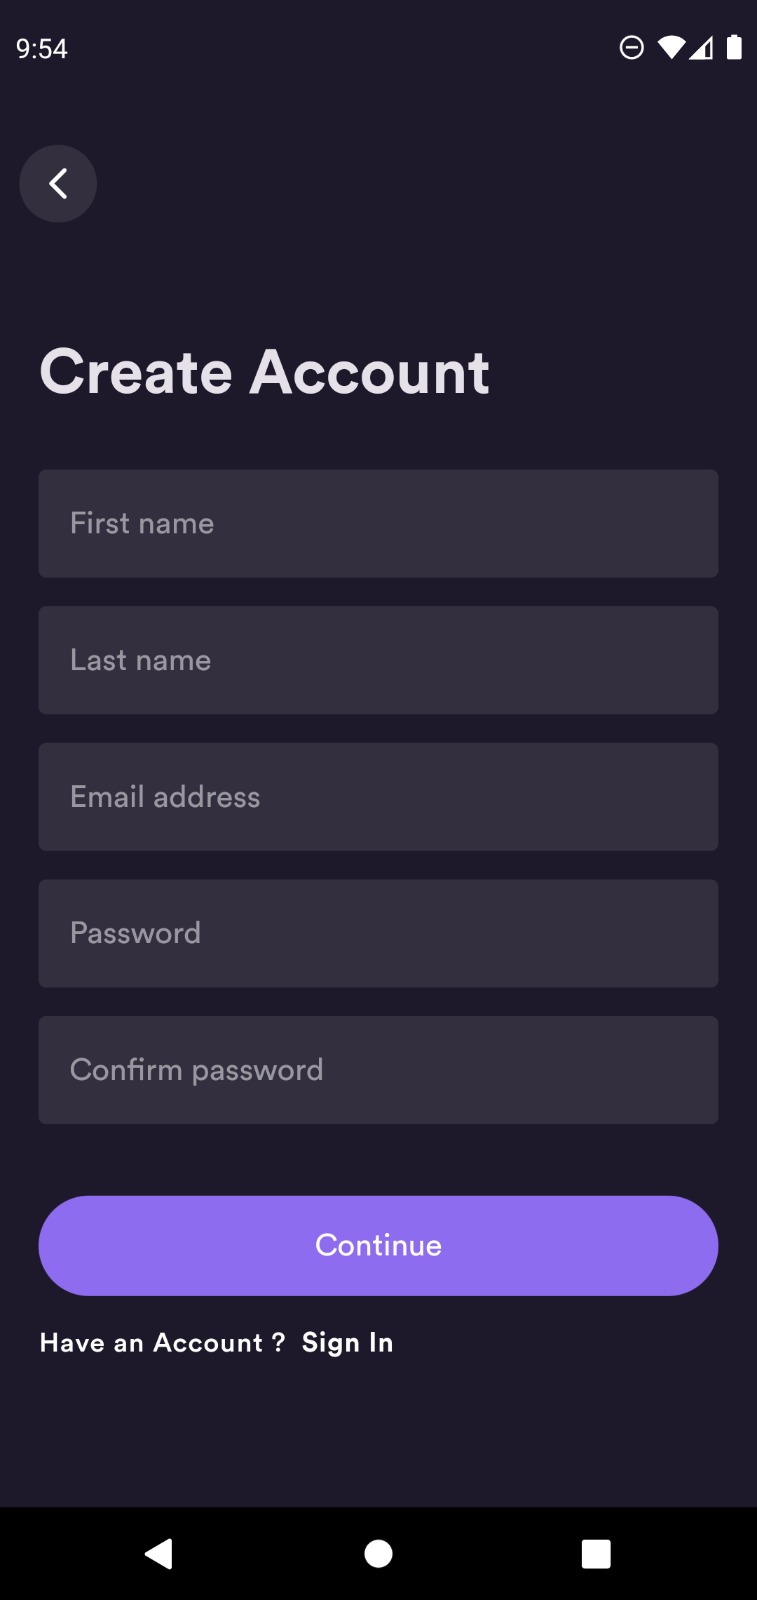 9:54
Create Account
First name
Last name
Email address
Password
Confirm password
Continue
Have an Account ? Sign In